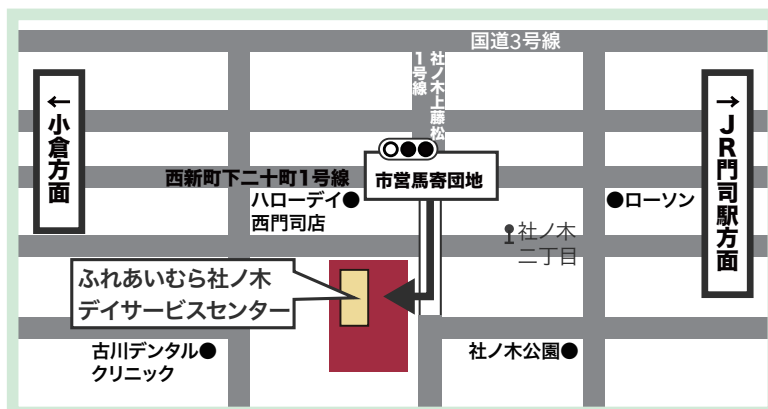 国道3号線
社ノ木上藤松
1号線
←小倉方面
→JR門司駅方面
西新町下二十町1号線
市営馬寄団地
ハローデイ●
西門司店
●ローソン
社ノ木
二丁目
ふれあいむら社ノ木
デイサービスセンター
古川デンタル●
クリニック
社ノ木公園●